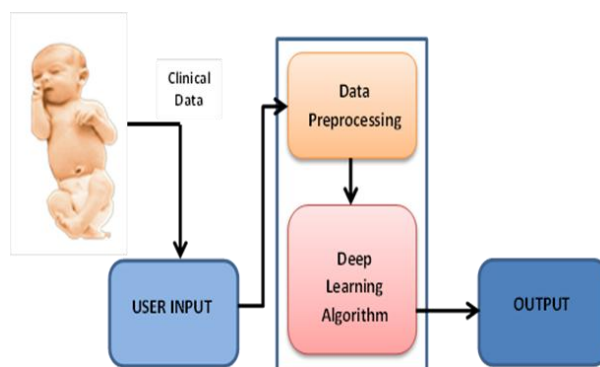 Clinical
Data
USER INPUT
Data
Preprocessing
Deep
Learning
Algorithm
OUTPUT